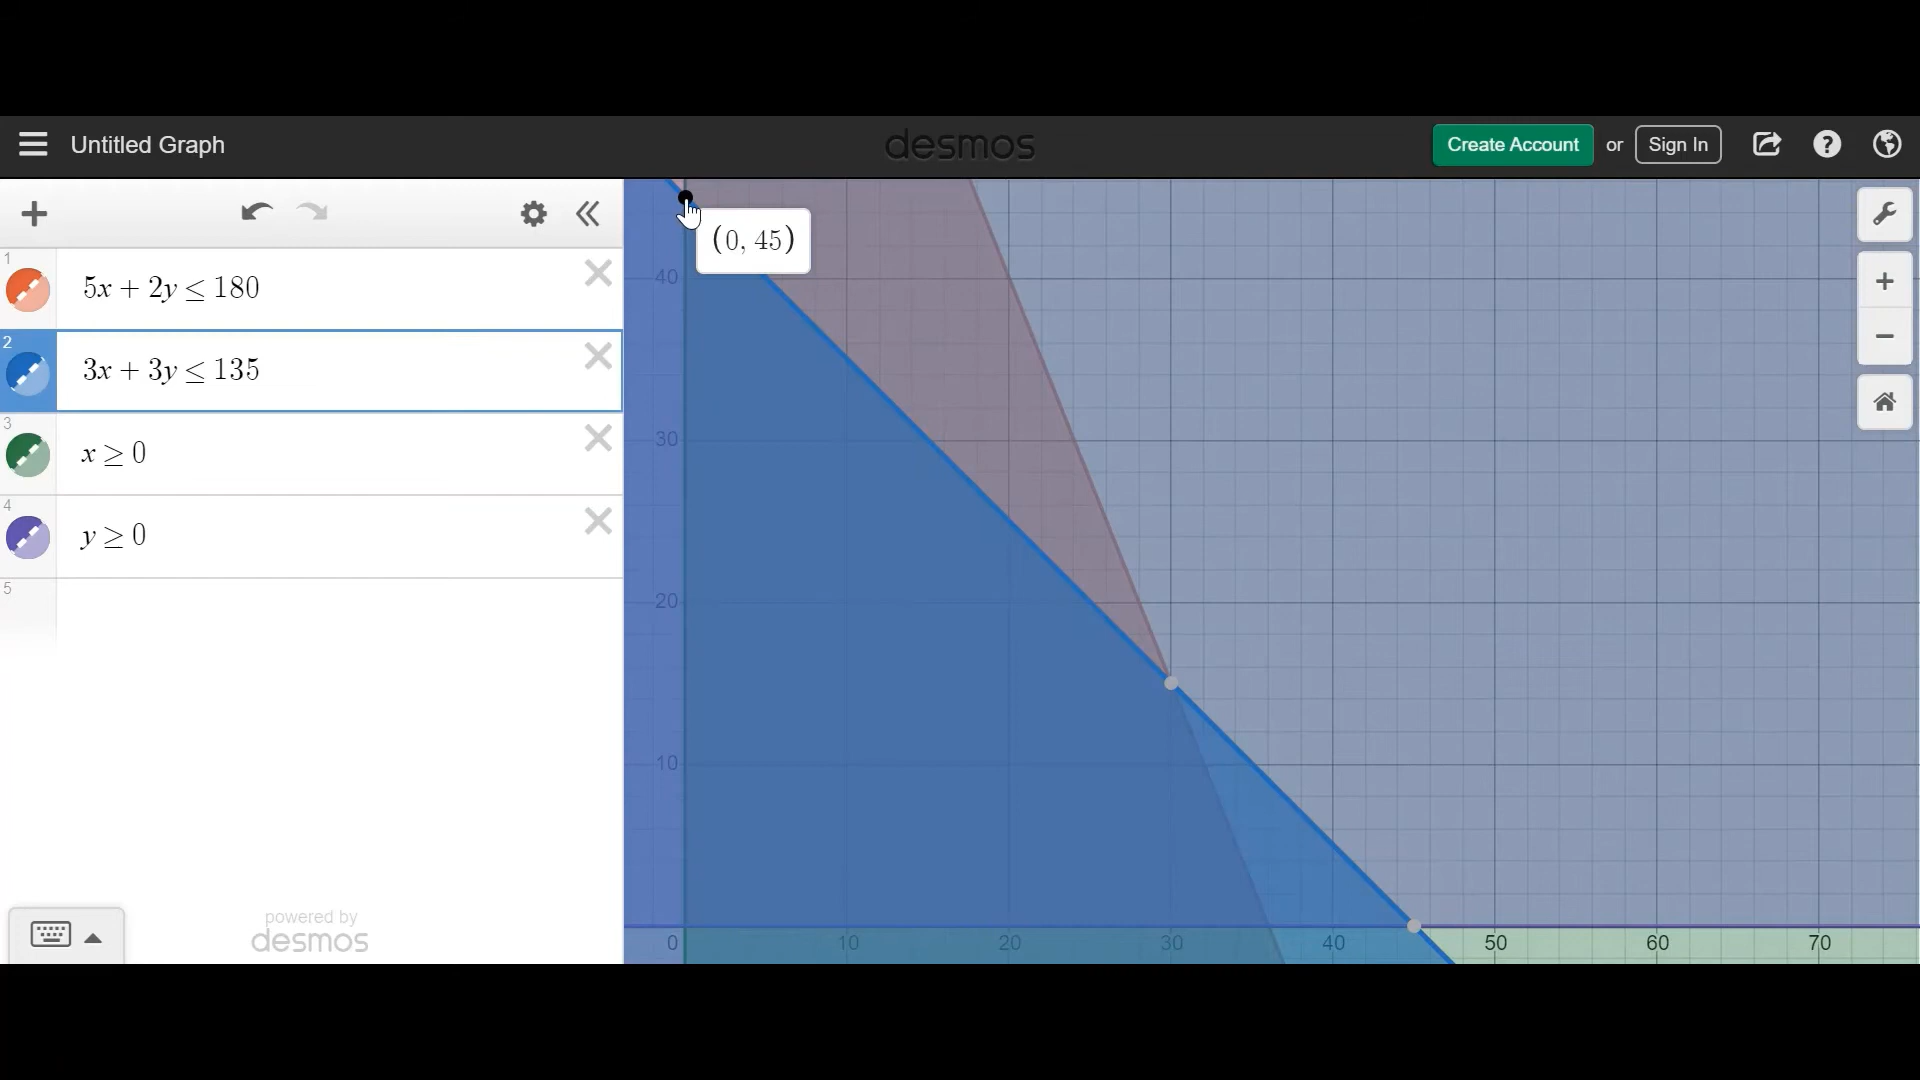 Untitled Graph
desmos
Create Account or Sign In
1
5x + 2y ≤ 180
2
3x + 3y ≤ 135
3
x ≥ 0
4
y ≥ 0
5
powered by
desmos
(0, 45)
40
30
20
10
0 10 20 30 40 50 60 70